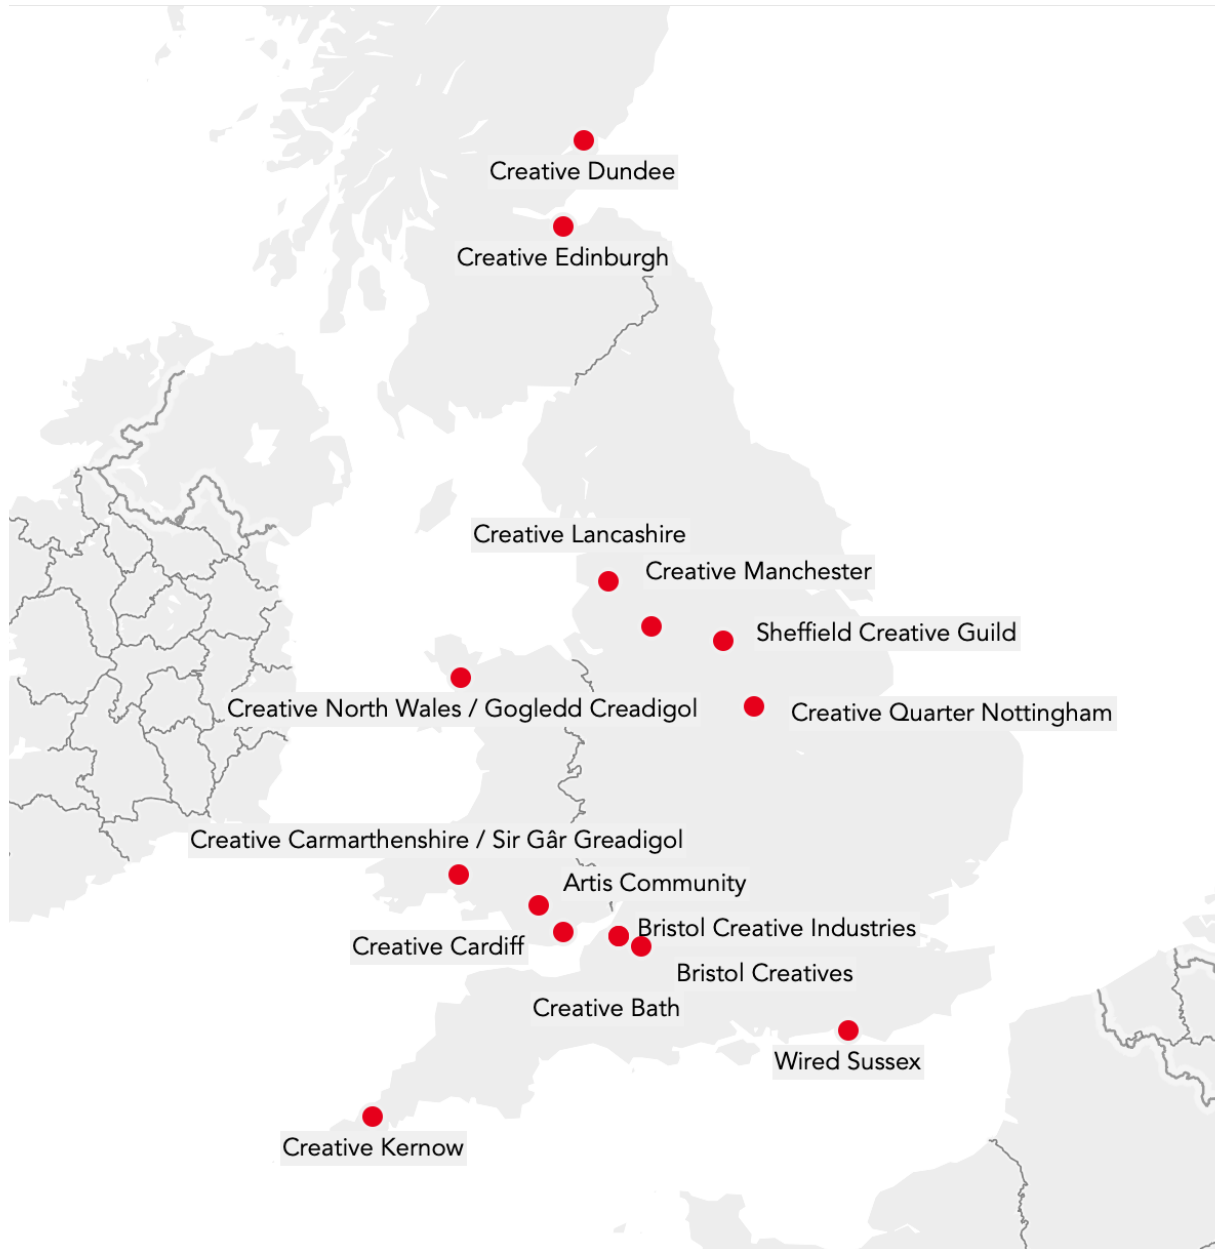 Creative Dundee
Creative Edinburgh
Creative Lancashire
Creative Manchester
Sheffield Creative Guild
Creative North Wales / Gogledd Creadigol
Creative Quarter Nottingham
Creative Carmarthenshire / Sir Gâr Greadigol
Artis Community
Bristol Creative Industries
Creative Cardiff
Bristol Creatives
Creative Bath
Wired Sussex
Creative Kernow